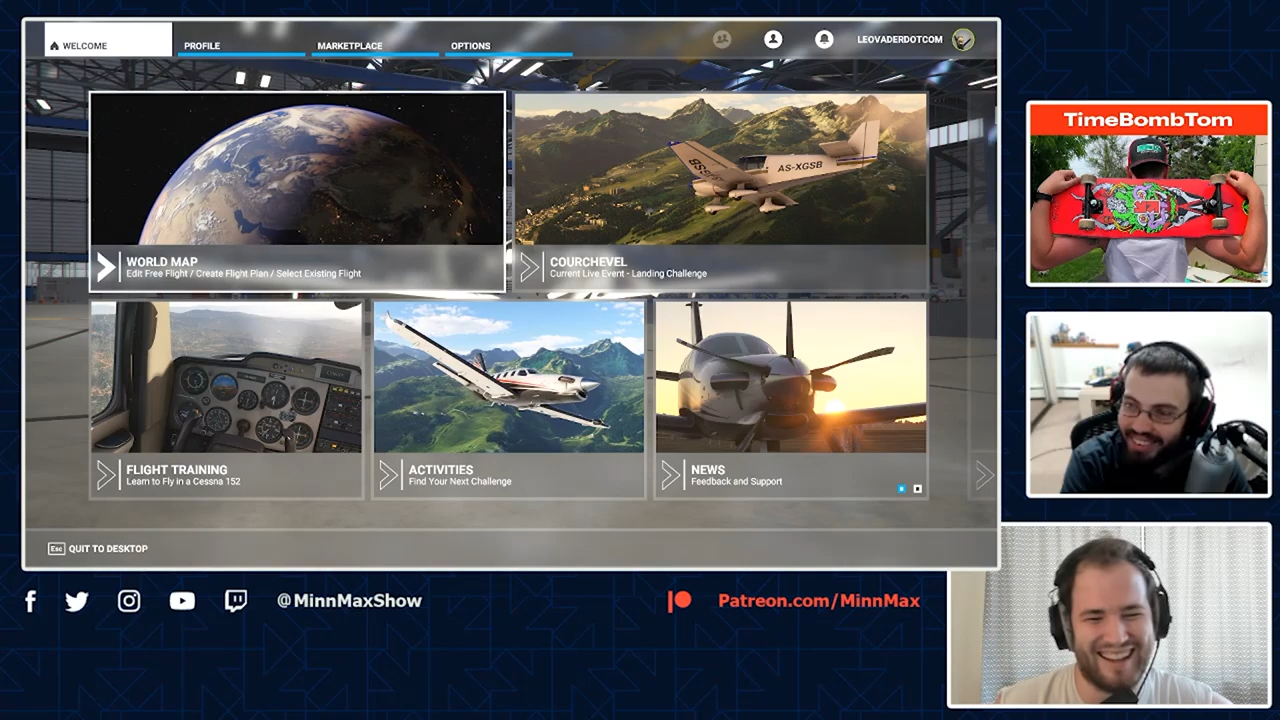 WELCOME
PROFILE
MARKETPLACE
OPTIONS
LEOVADERDOTCOM
WORLD MAP
Edit Free Flight / Create Flight Plan / Select Existing Flight
COURCHEVEL
Current Live Event - Landing Challenge
AS-XGSB
FLIGHT TRAINING
Learn to Fly in a Cessna 152
ACTIVITIES
Find Your Next Challenge
NEWS
Feedback and Support
Esc QUIT TO DESKTOP
TimeBombTom
@MinnMaxShow
Patreon.com/MinnMax